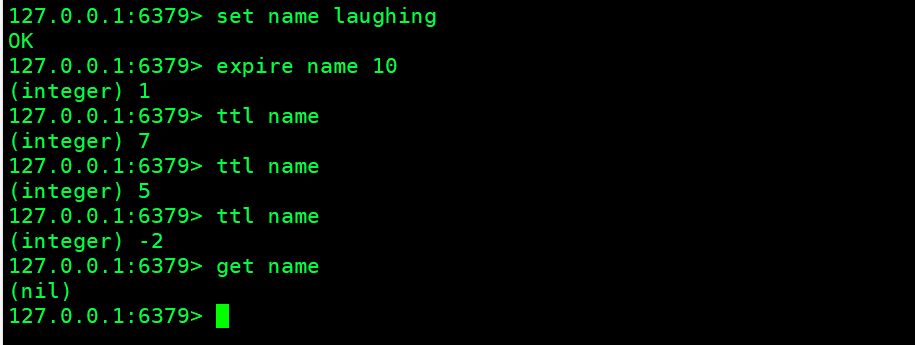 127.0.0.1:6379> set name laughing
OK
127.0.0.1:6379> expire name 10
(integer) 1
127.0.0.1:6379> ttl name
(integer) 7
127.0.0.1:6379> ttl name
(integer) 5
127.0.0.1:6379> ttl name
(integer) -2
127.0.0.1:6379> get name
(nil)
127.0.0.1:6379>